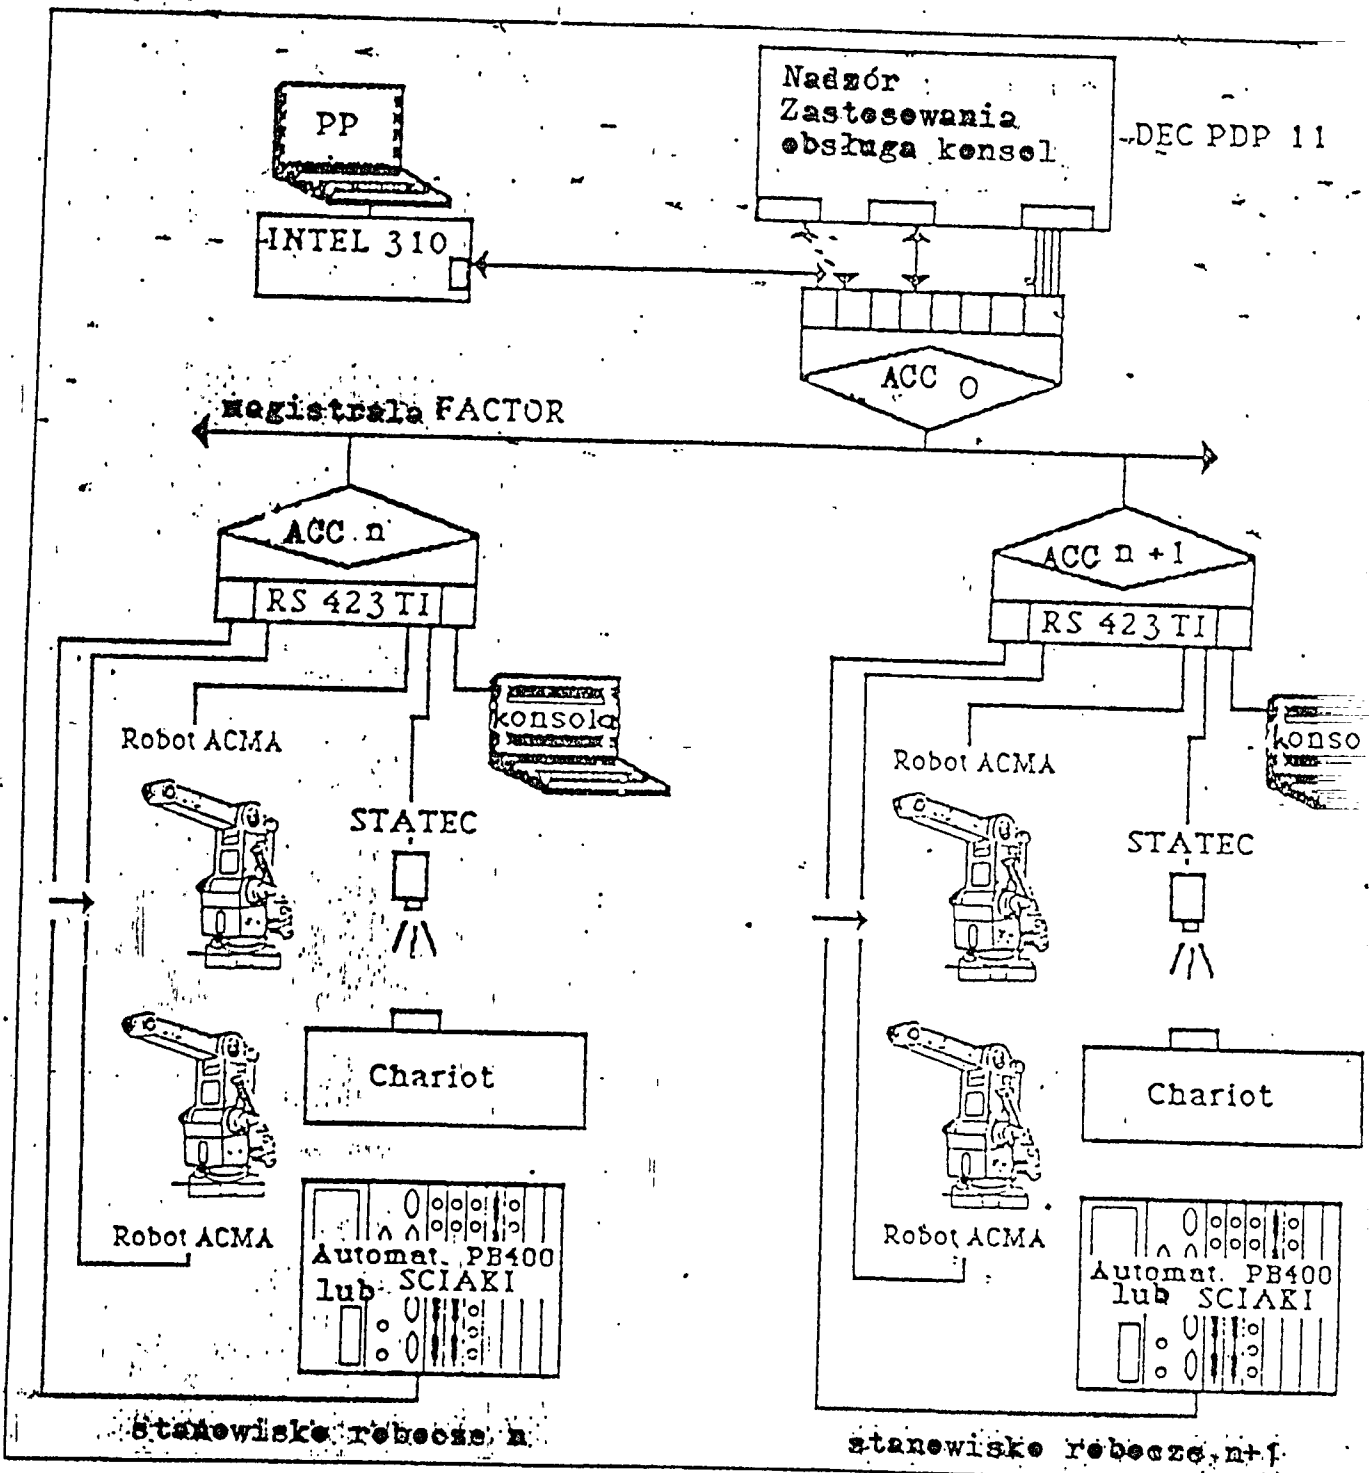 PP
INTEL 310
Nadzór
Zastosowania
obsługa konsol
DEC PDP 11
ACC 0
magistrala FACTOR
ACC n
RS 423 TI
konsola
Robot ACMA
STATEC
Chariot
Robot ACMA
Automat. PB400
lub SCIAKI
stanowisko robocze n
ACC n+1
RS 423 TI
konso
Robot ACMA
STATEC
Chariot
Robot ACMA
Automat. PB400
lub SCIAKI
stanowisko robocze n+1